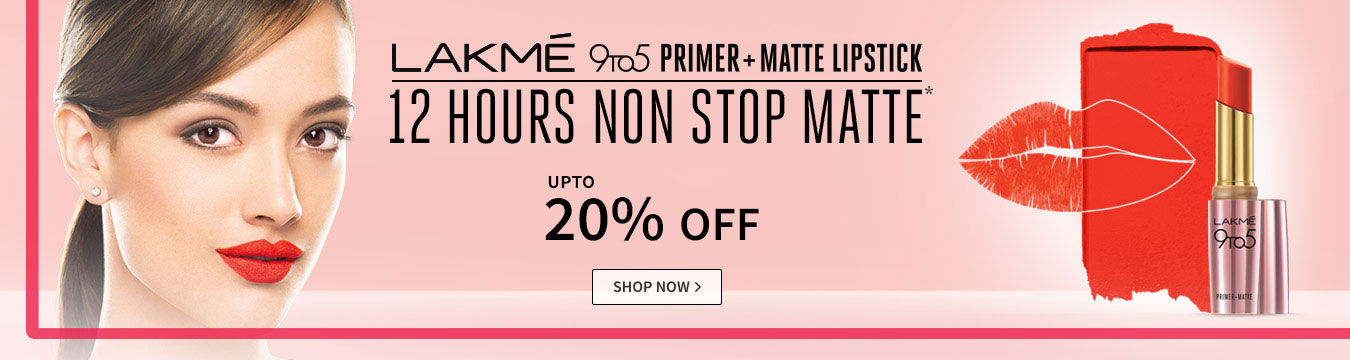 LAKMÉ 9TO5 PRIMER + MATTE LIPSTICK
12 HOURS NON STOP MATTE*
UPTO
20% OFF
SHOP NOW >
LAKMÉ
9TO5
PRIMER+MATTE